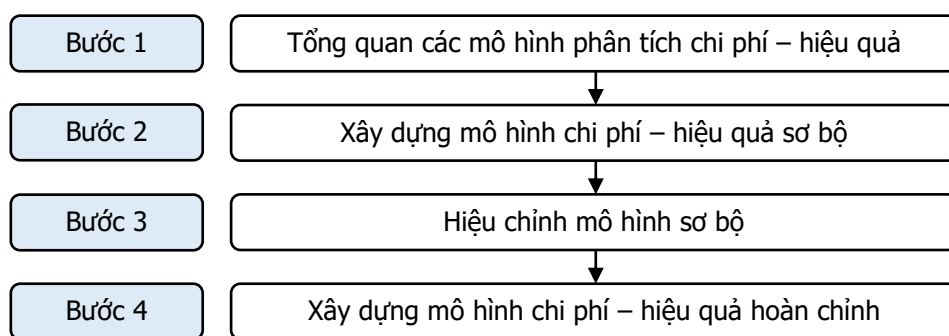 Bước 1
Tổng quan các mô hình phân tích chi phí – hiệu quả
Bước 2
Xây dựng mô hình chi phí – hiệu quả sơ bộ
Bước 3
Hiệu chỉnh mô hình sơ bộ
Bước 4
Xây dựng mô hình chi phí – hiệu quả hoàn chỉnh